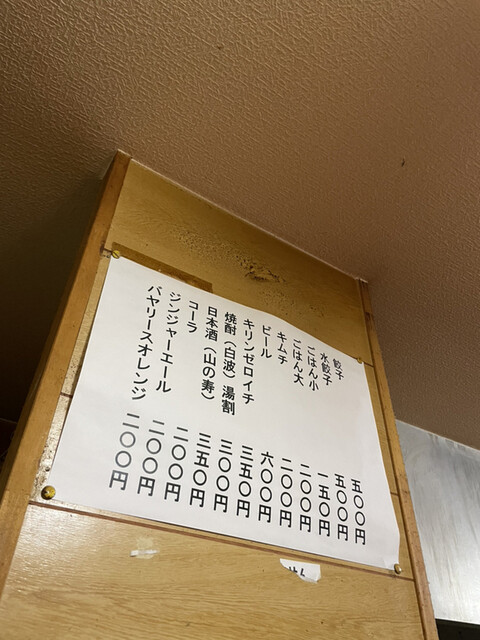 餃子 五〇〇円
水餃子 五〇〇円
ごはん小 一五〇円
ごはん大 二〇〇円
キムチ 二〇〇円
ビール 六〇〇円
キリンゼロイチ 三五〇円
焼酎（白波）湯割 三〇〇円
日本酒（山の寿） 三五〇円
コーラ 二〇〇円
ジンジャーエール 二〇〇円
バヤリースオレンジ 二〇〇円